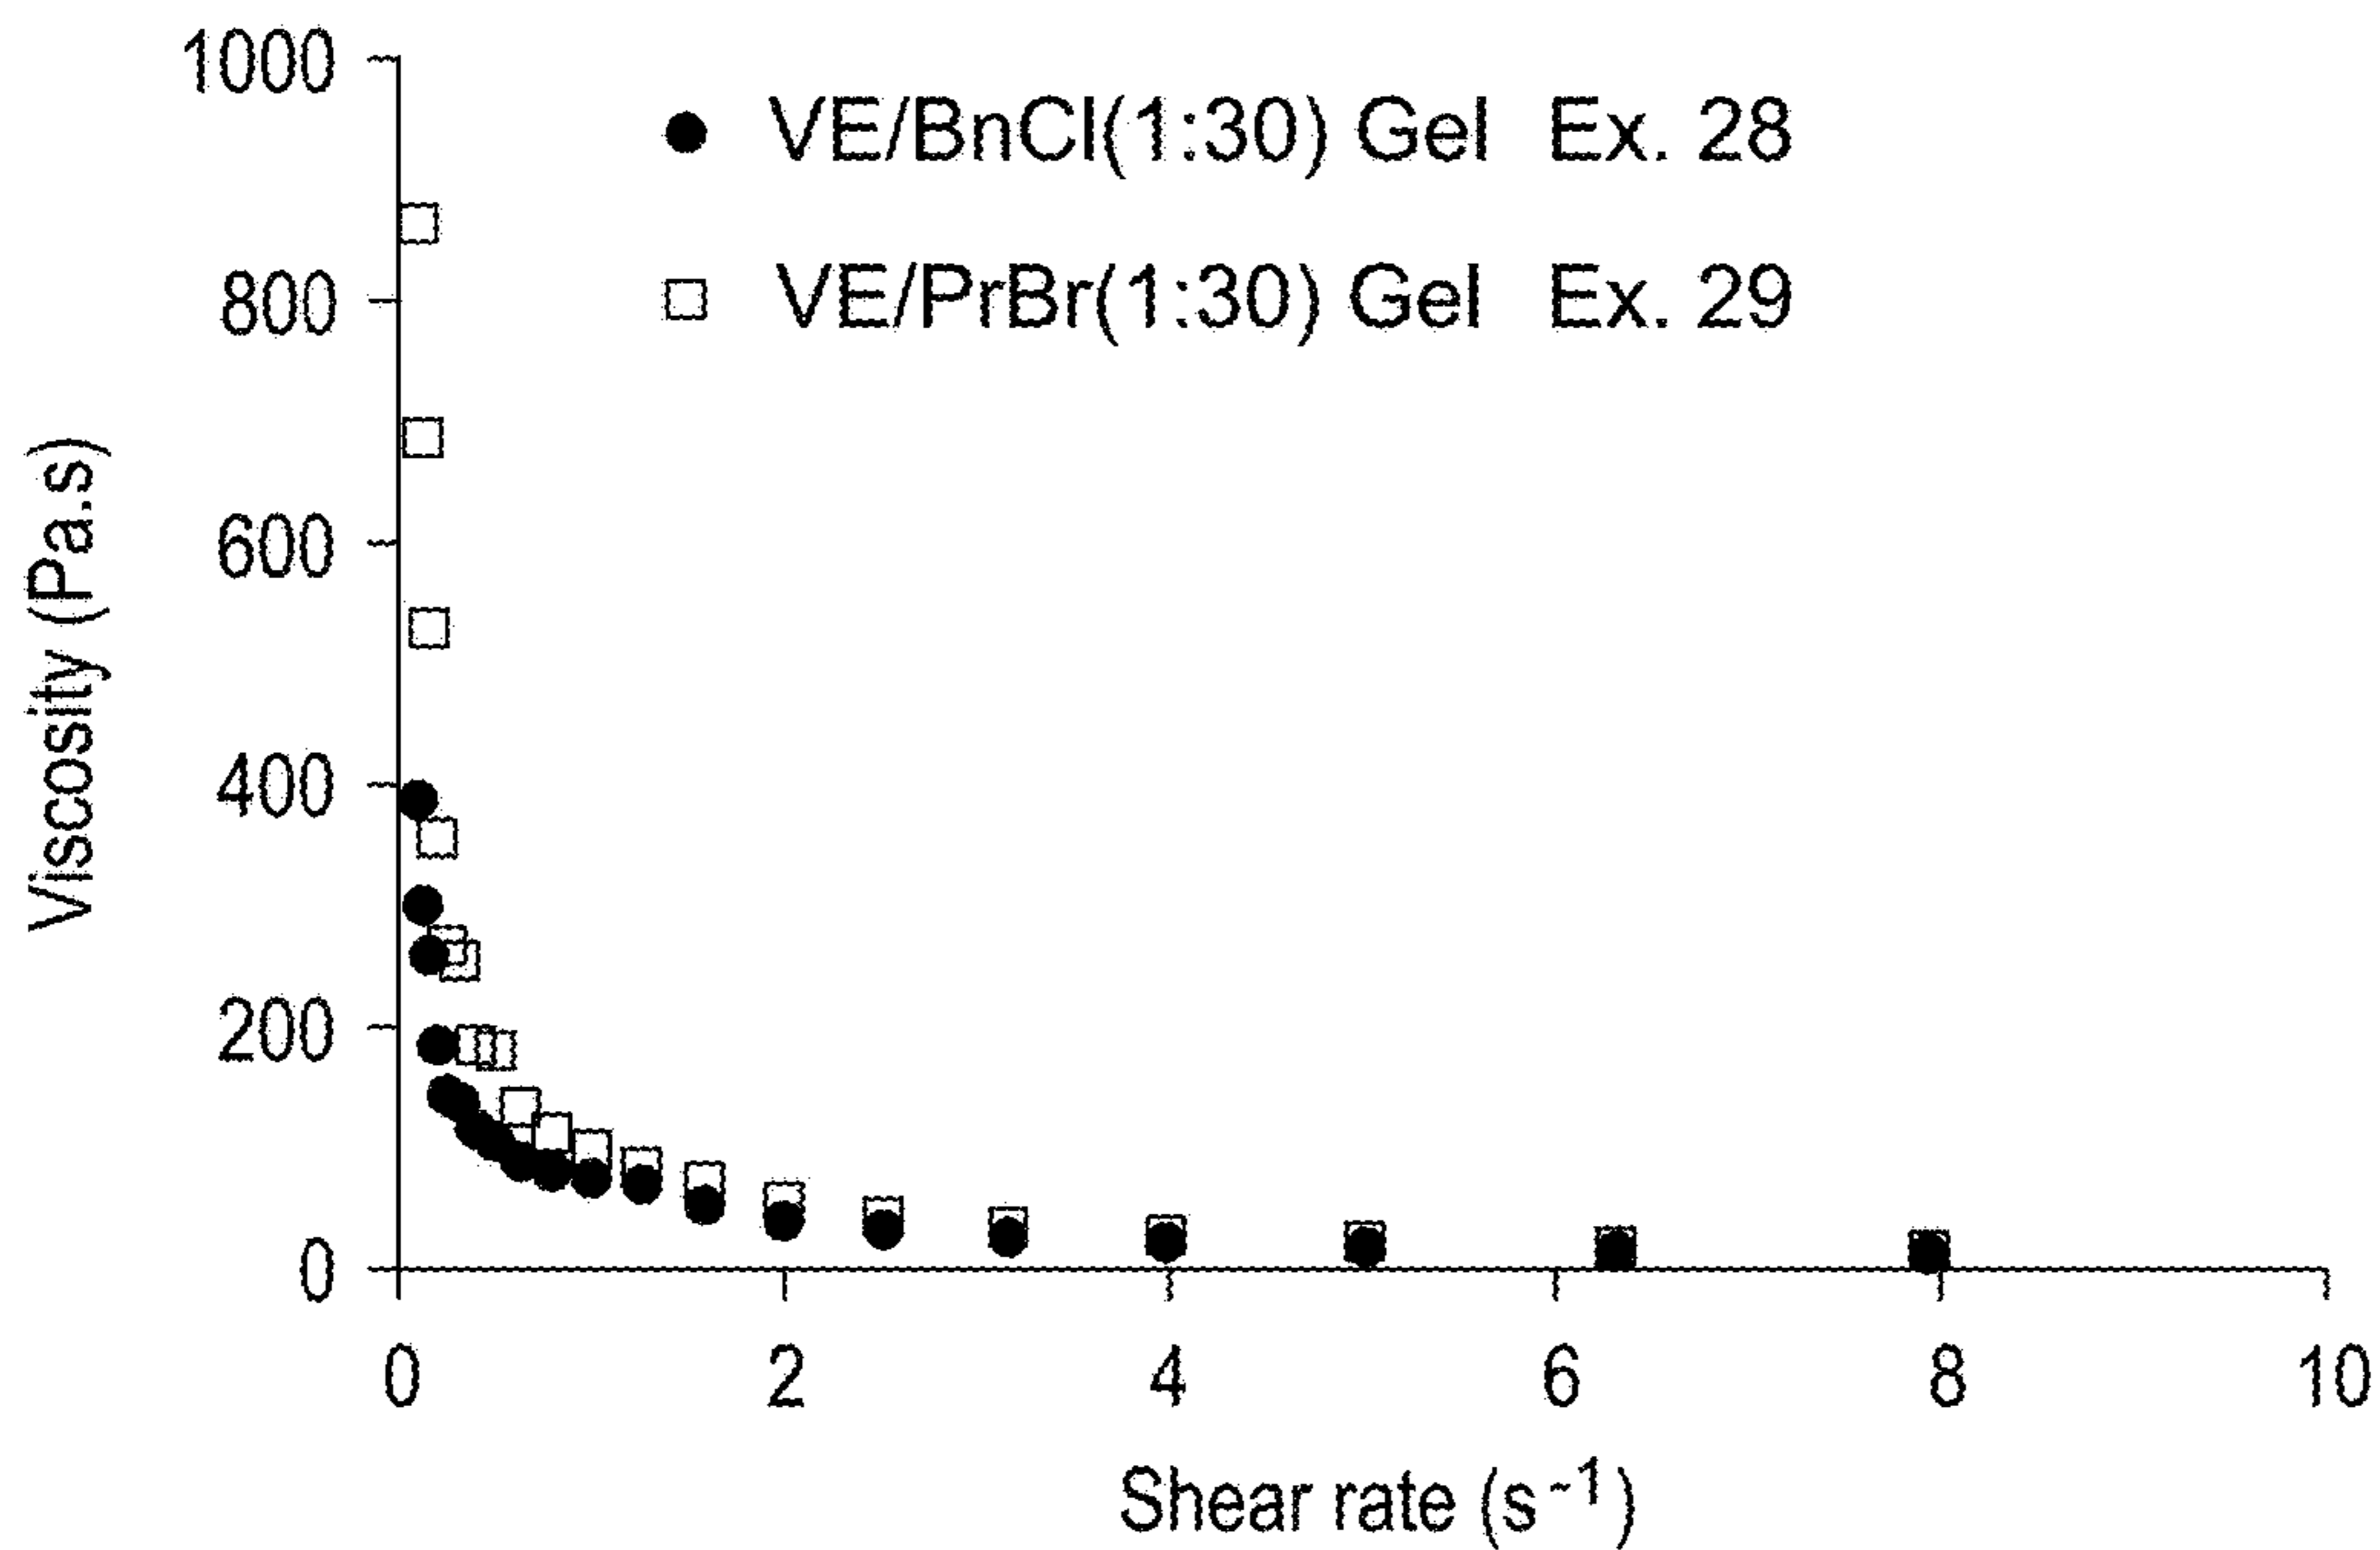 1000
800
600
400
200
0
Viscosity (Pa.s)
VE/BnCl(1:30) Gel Ex. 28
VE/PrBr(1:30) Gel Ex. 29
0 2 4 6 8 10
Shear rate (s⁻¹)